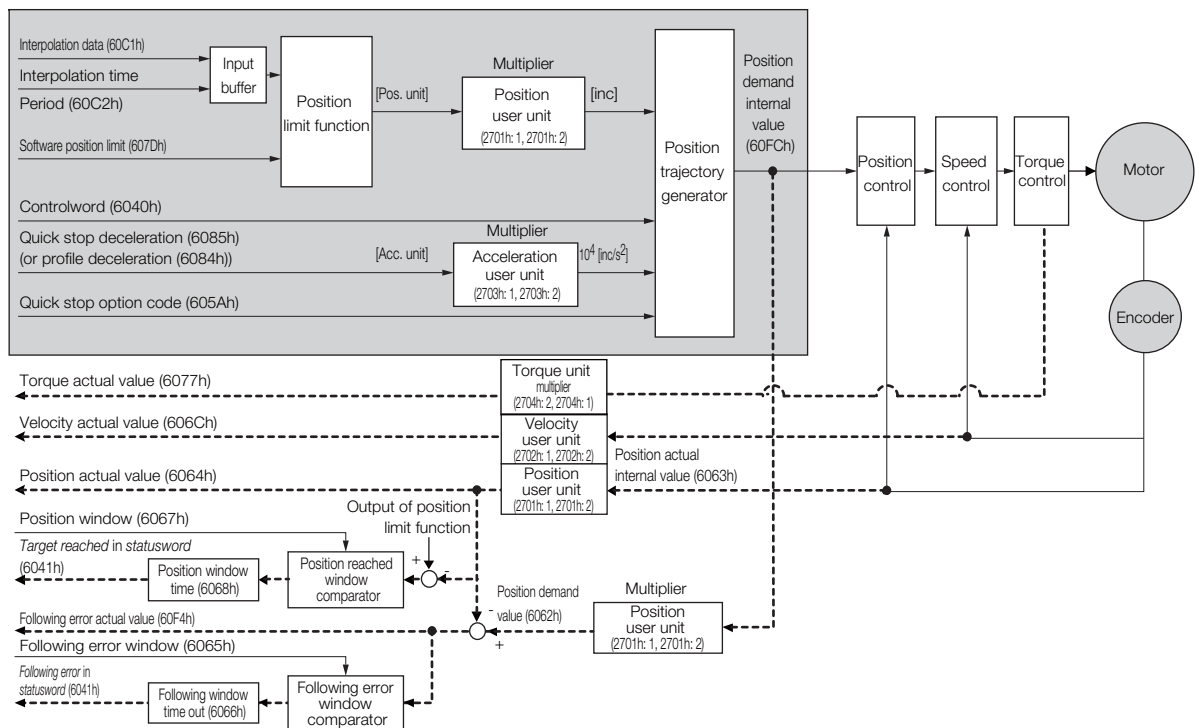 Interpolation data (60C1h)
Interpolation time
Period (60C2h)
Input
buffer
Software position limit (607Dh)
Position
limit function
[Pos. unit]
Multiplier
Position
user unit
(2701h: 1, 2701h: 2)
[inc]
Controlword (6040h)
Quick stop deceleration (6085h)
(or profile deceleration (6084h))
[Acc. unit]
Multiplier
Acceleration
user unit
(2703h: 1, 2703h: 2)
10⁴ [inc/s²]
Quick stop option code (605Ah)
Position
trajectory
generator
Position
demand
internal
value
(60FCh)
Position
control
Speed
control
Torque
control
Motor
Encoder
Torque actual value (6077h)
Torque unit
multiplier
(2704h: 2, 2704h: 1)
Velocity actual value (606Ch)
Velocity
user unit
(2702h: 1, 2702h: 2)
Position actual value (6064h)
Position
user unit
(2701h: 1, 2701h: 2)
Position actual
internal value (6063h)
Position window (6067h)
Output of position
limit function
Target reached in statusword
(6041h)
Position window
time (6068h)
Position reached
window
comparator
+
-
Following error actual value (60F4h)
-
+
Position demand
value (6062h)
Multiplier
Position
user unit
(2701h: 1, 2701h: 2)
Following error window (6065h)
Following error in
statusword (6041h)
Following window
time out (6066h)
Following error
window
comparator